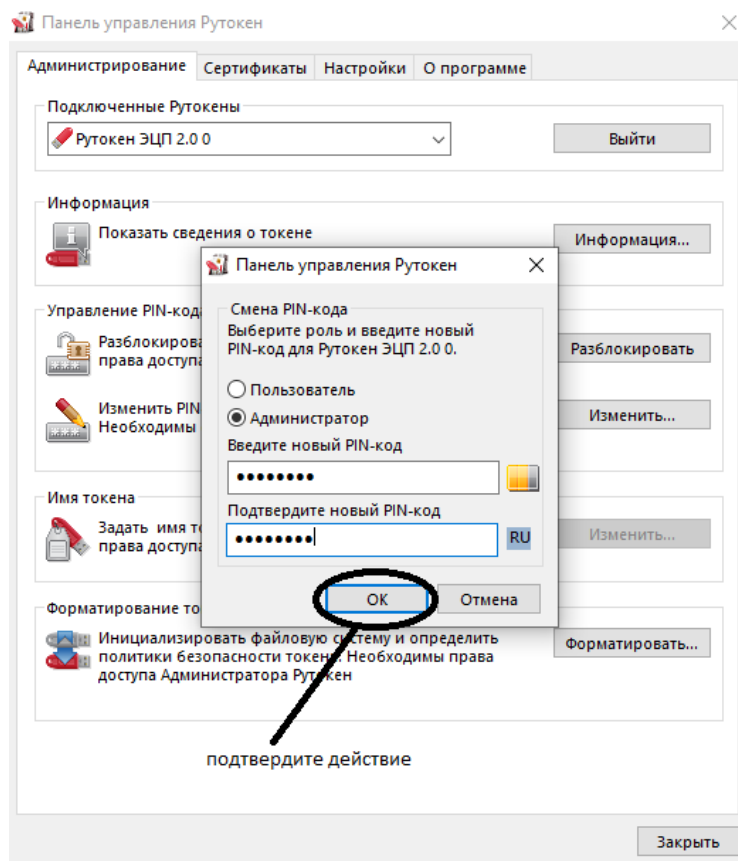 Панель управления Рутокен
Администрирование Сертификаты Настройки О программе
Подключенные Рутокены
Рутокен ЭЦП 2.0 0
Выйти
Информация
Показать сведения о токене
Информация...
Управление PIN-код
Разблокирова
права доступа
Разблокировать
Изменить PIN
Необходимы
Изменить...
Имя токена
Задать имя т
права доступа
Изменить...
Форматирование то
Инициализировать файловую систему и определить
политики безопасности токена. Необходимы права
доступа Администратора Рутокен
Форматировать...
Панель управления Рутокен
Смена PIN-кода
Выберите роль и введите новый
PIN-код для Рутокен ЭЦП 2.0 0.
Пользователь
Администратор
Введите новый PIN-код
Подтвердите новый PIN-код
RU
ОК Отмена
подтвердите действие
Закрыть